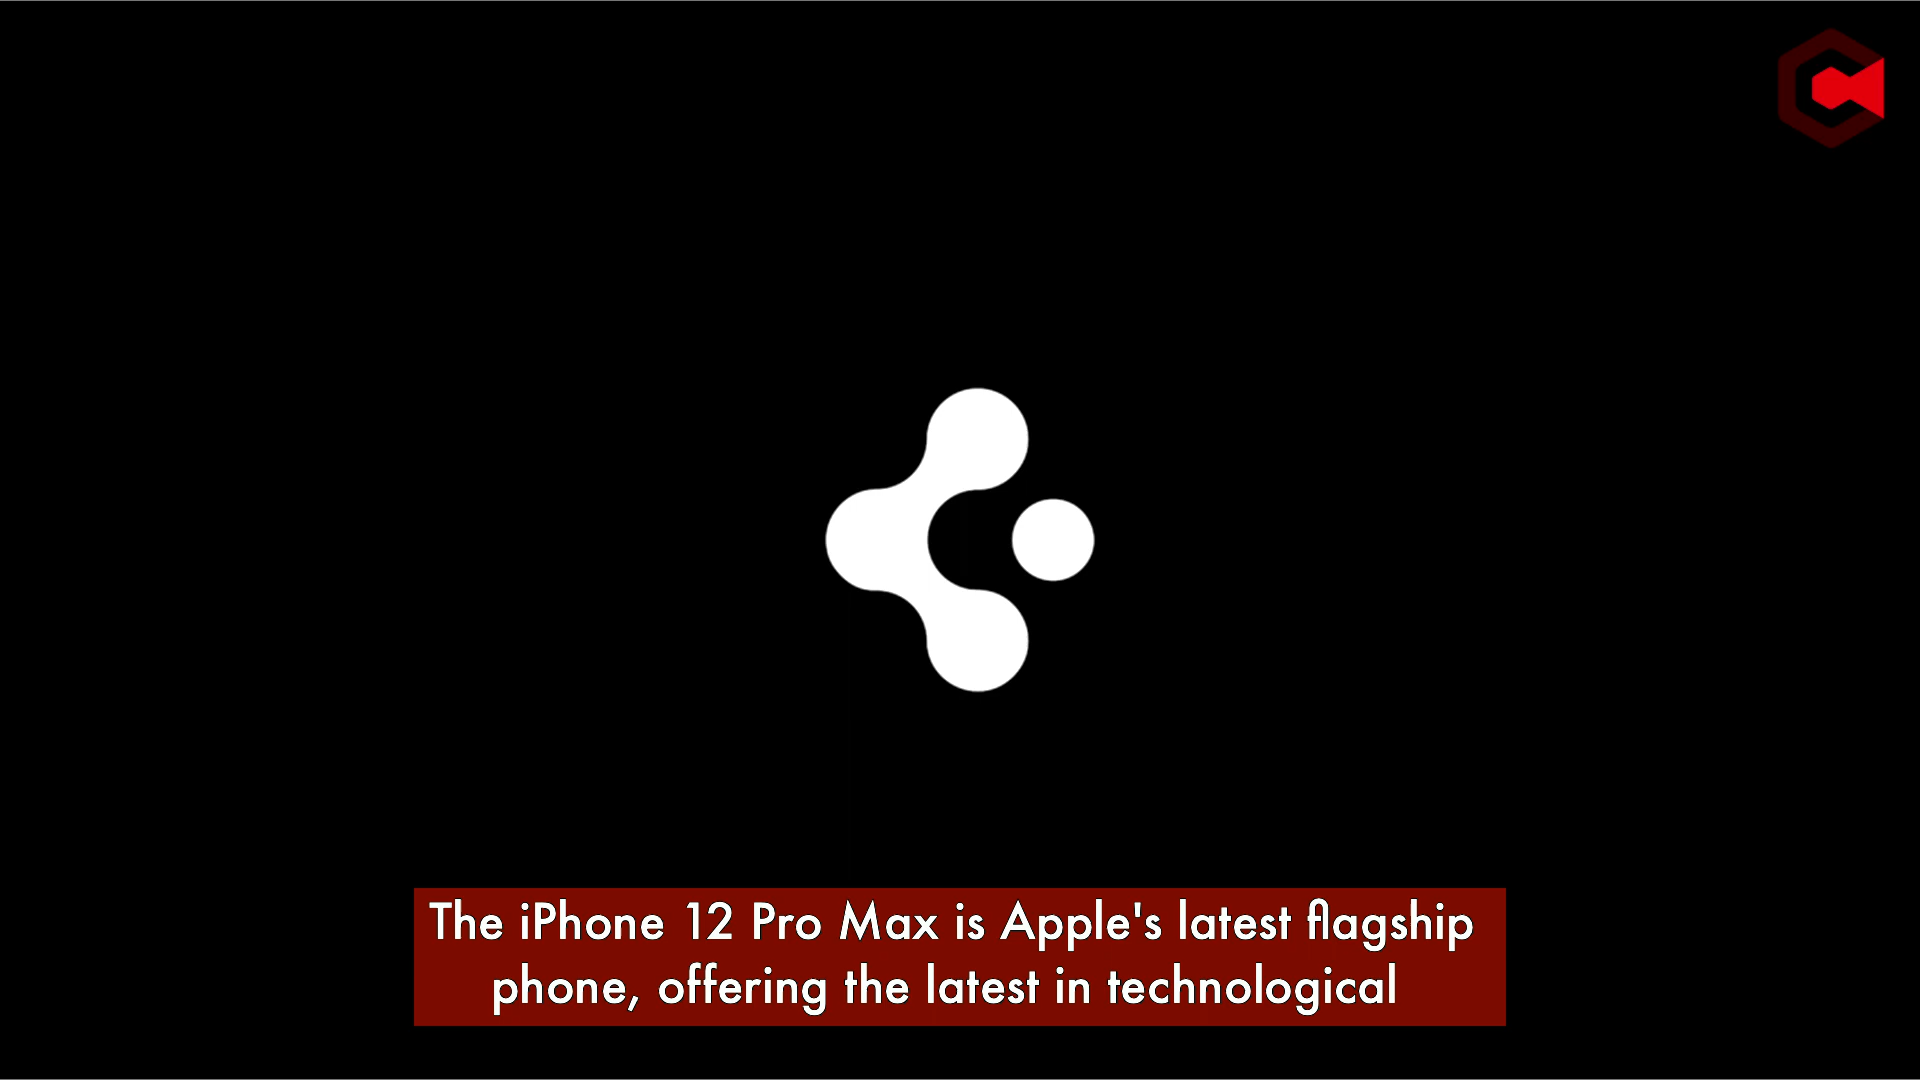 The iPhone 12 Pro Max is Apple's latest flagship
phone, offering the latest in technological